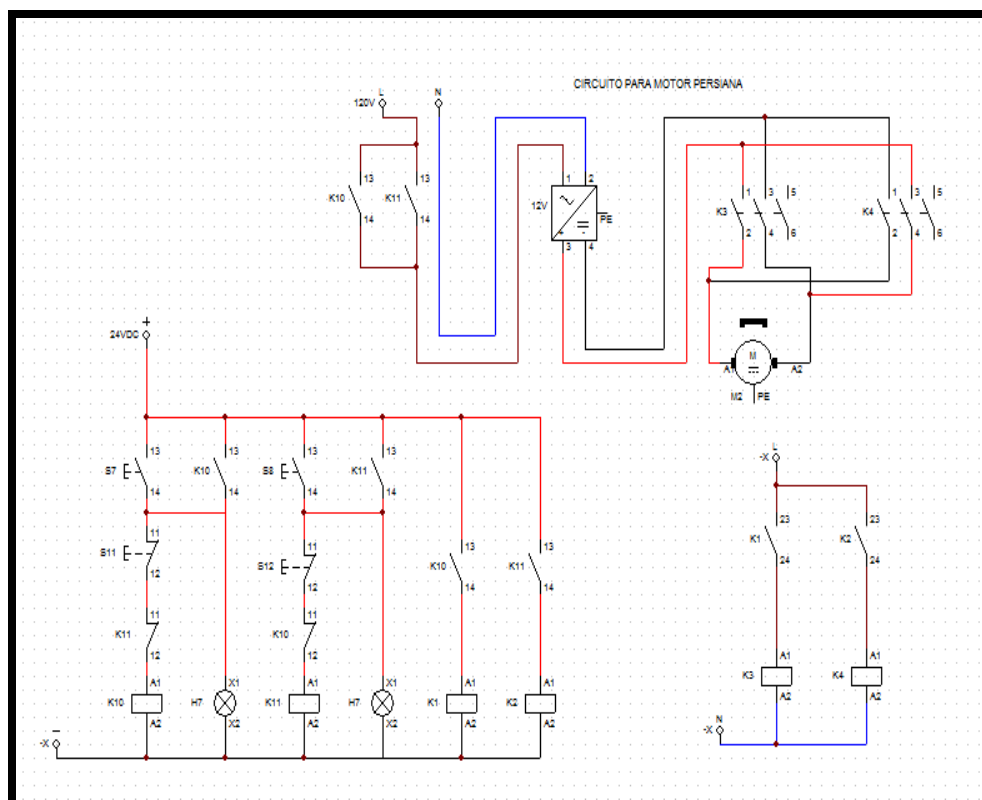 CIRCUITO PARA MOTOR PERSIANA
L N
120V
13 13
K10 K11
14 14
1 2
12V PE
3 4
1 3 5 1 3 5
K3 K4
2 4 6 2 4 6
+
24VDC
M
A1 A2
M2 PE
13 13 13 13
S7 K10 S8 K11
14 14 14 14
L
-X
23 23
K1 K2
24 24
11 11 13 13
S11 S12 K10 K11
12 12 14 14
11 11
K11 K10
12 12
A1 X1 A1 X1 A1 A1
K10 H7 K11 H7 K1 K2
A2 X2 A2 X2 A2 A2
A1 A1
K3 K4
A2 A2
-
-X
N
-X